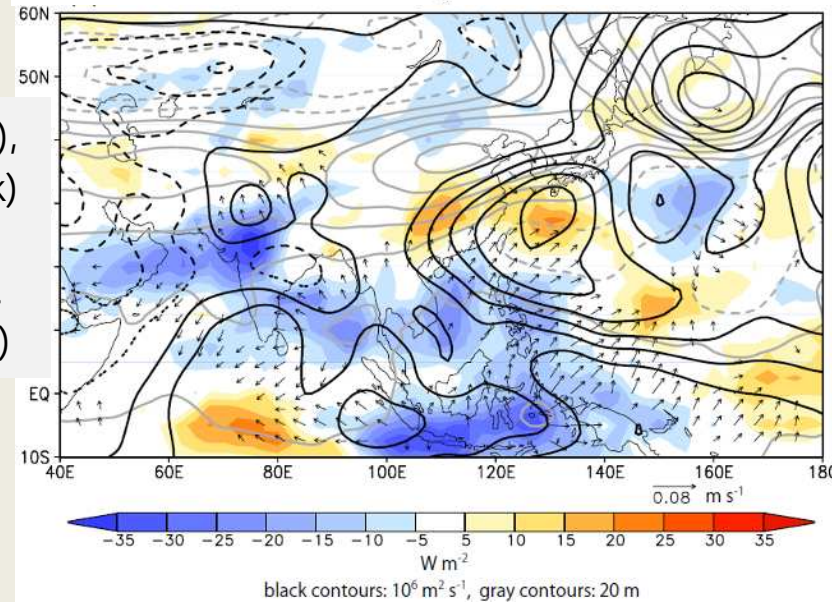 60N
50N
),
k)
)
EQ
10S
40E 60E 80E 100E 120E 140E 160E 180
0.08 m s⁻¹
−35 −30 −25 −20 −15 −10 −5 5 10 15 20 25 30 35
W m⁻²
black contours: 10⁶ m² s⁻¹, gray contours: 20 m